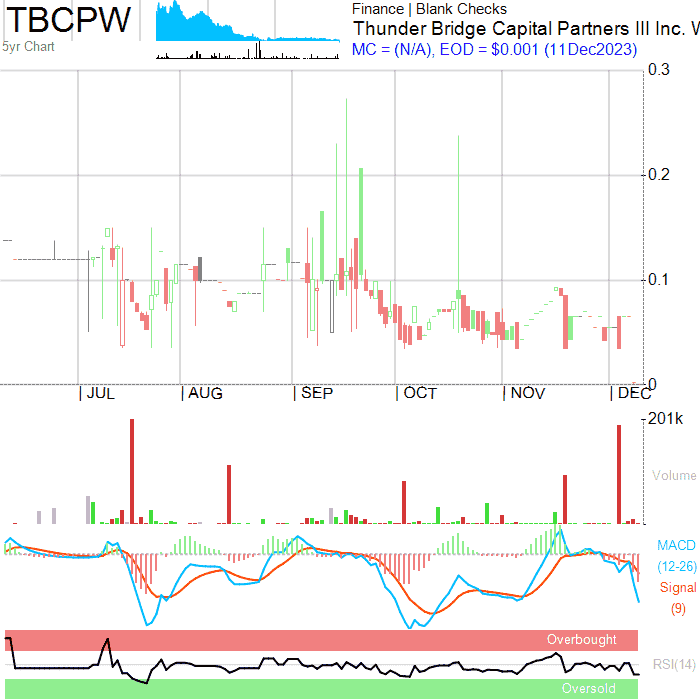 TBCPW
5yr Chart
Finance | Blank Checks
Thunder Bridge Capital Partners III Inc. W
MC = (N/A), EOD = $0.001 (11Dec2023)
0.3
0.2
0.1
0
JUL
AUG
SEP
OCT
NOV
DEC
201k
Volume
MACD
(12-26)
Signal
(9)
Overbought
RSI(14)
Oversold